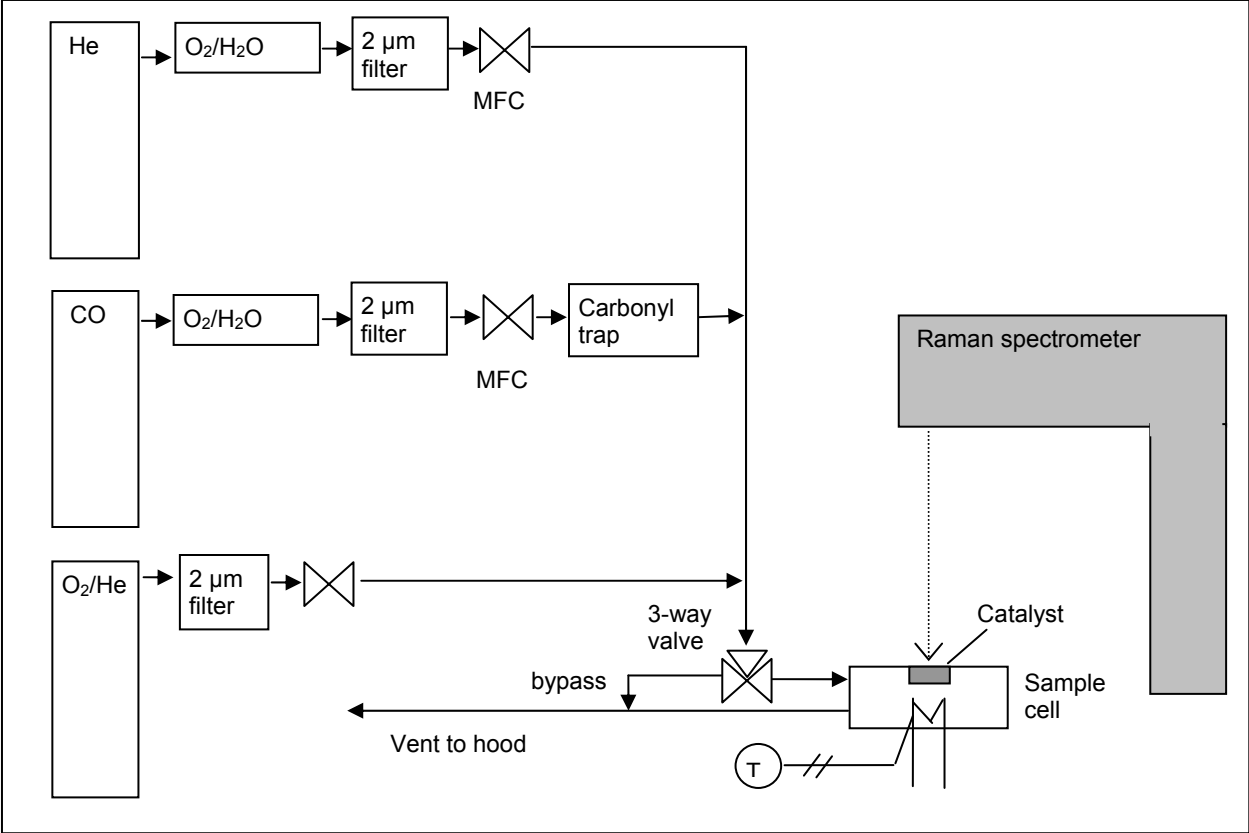 He
O₂/H₂O
2 µm
filter
MFC
CO
O₂/H₂O
2 µm
filter
MFC
Carbonyl
trap
Raman spectrometer
O₂/He
2 µm
filter
3-way
valve
Catalyst
bypass
Sample
cell
Vent to hood
T